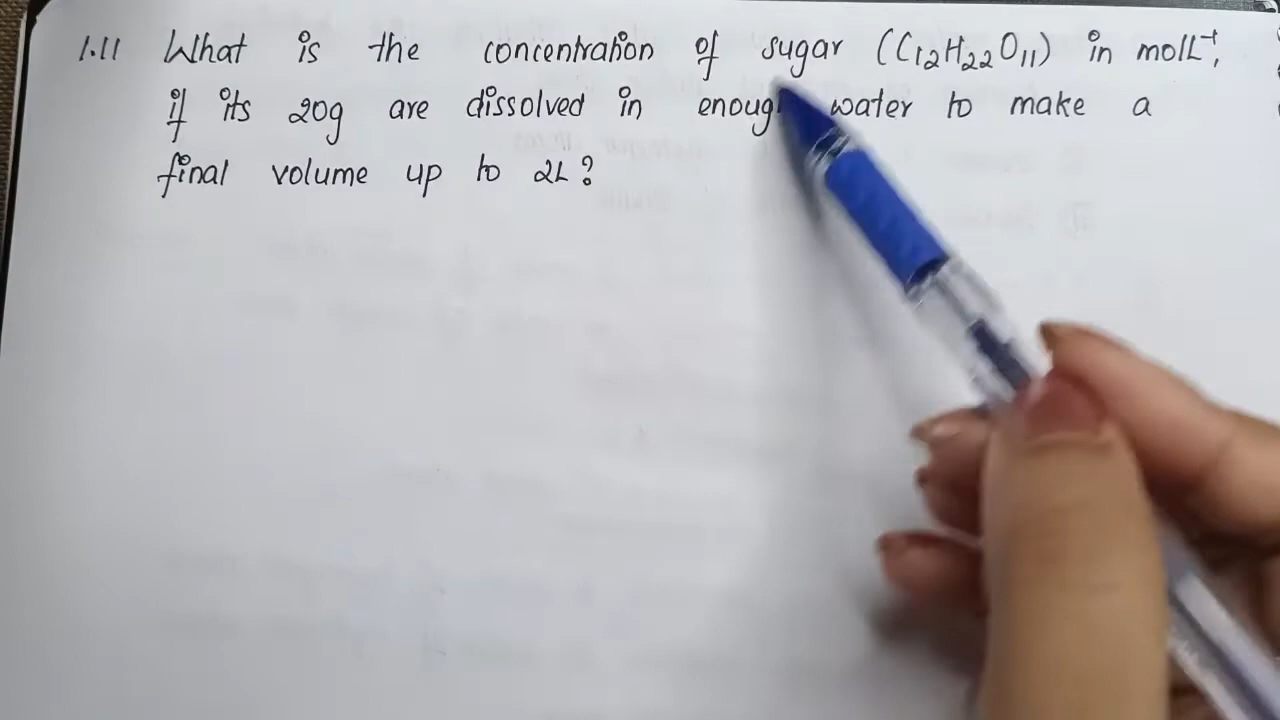 1.11 What is the concentration of sugar (C₁₂H₂₂O₁₁) in molL⁻¹,
if its 20g are dissolved in enough water to make a
final volume up to 2L?